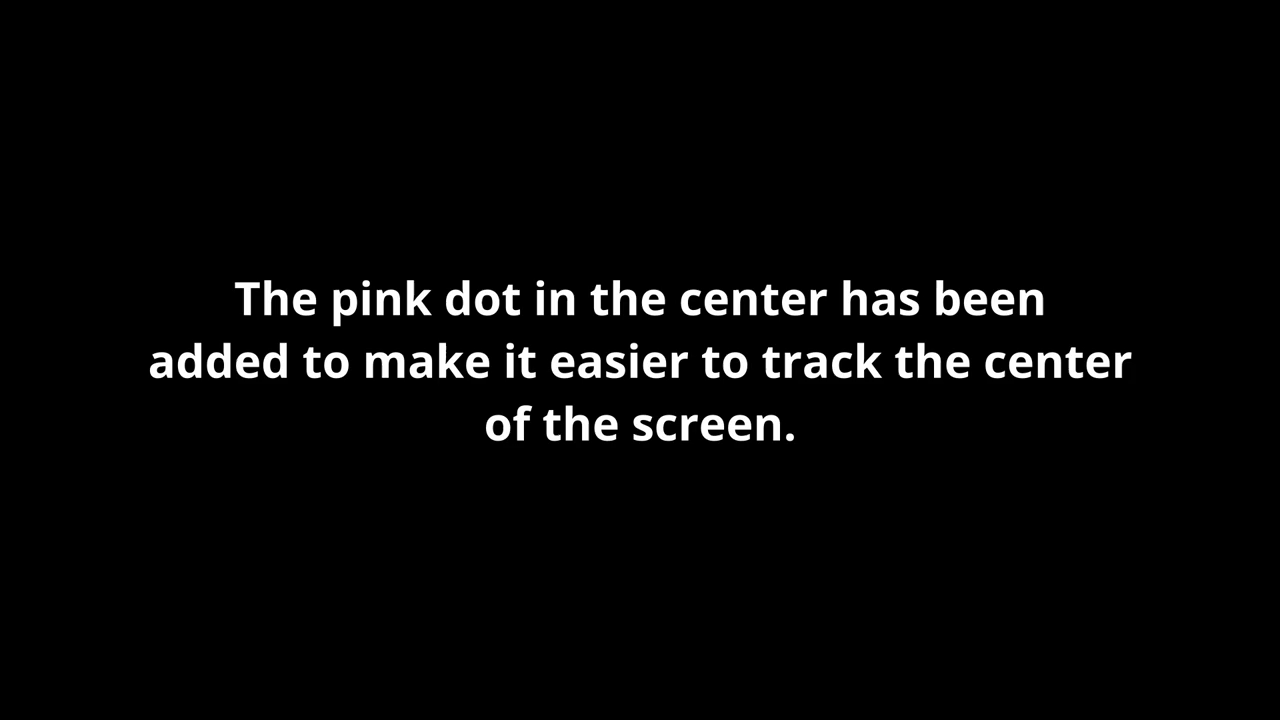 The pink dot in the center has been
added to make it easier to track the center
of the screen.